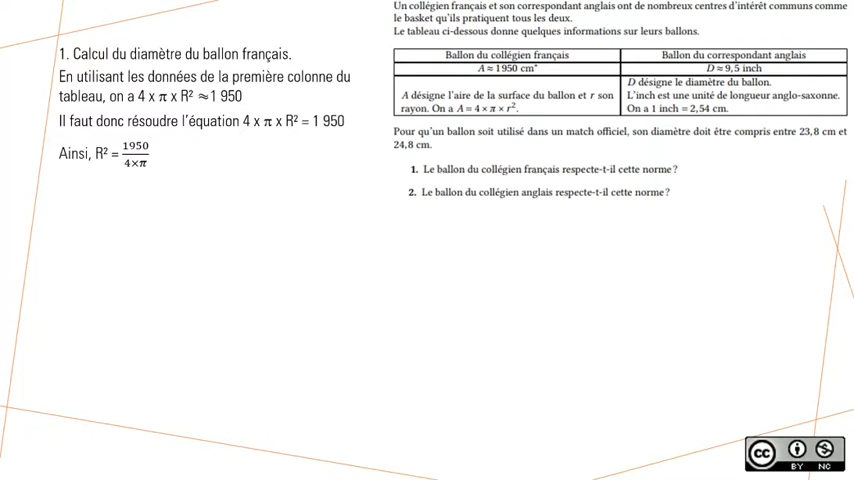 1. Calcul du diamètre du ballon français.
En utilisant les données de la première colonne du
tableau, on a 4 x π x R² ≈1 950
Il faut donc résoudre l'équation 4 x π x R² = 1 950
Ainsi, R² = 1950/4×π
Un collégien français et son correspondant anglais ont de nombreux centres d'intérêt communs comme
le basket qu'ils pratiquent tous les deux.
Le tableau ci-dessous donne quelques informations sur leurs ballons.
Ballon du collégien français
Ballon du correspondant anglais
A ≈ 1950 cm²
D ≈ 9,5 inch
A désigne l'aire de la surface du ballon et r son
rayon. On a A = 4 × π × r².
D désigne le diamètre du ballon.
L'inch est une unité de longueur anglo-saxonne.
On a 1 inch = 2,54 cm.
Pour qu'un ballon soit utilisé dans un match officiel, son diamètre doit être compris entre 23,8 cm et
24,8 cm.
1. Le ballon du collégien français respecte-t-il cette norme ?
2. Le ballon du collégien anglais respecte-t-il cette norme ?
cc
BY NC